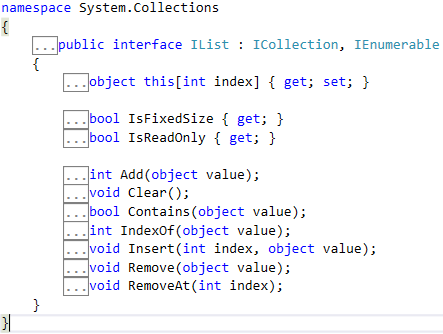 namespace System.Collections
{
...public interface IList : ICollection, IEnumerable
{
...object this[int index] { get; set; }
...bool IsFixedSize { get; }
...bool IsReadOnly { get; }
...int Add(object value);
...void Clear();
...bool Contains(object value);
...int IndexOf(object value);
...void Insert(int index, object value);
...void Remove(object value);
...void RemoveAt(int index);
}
}